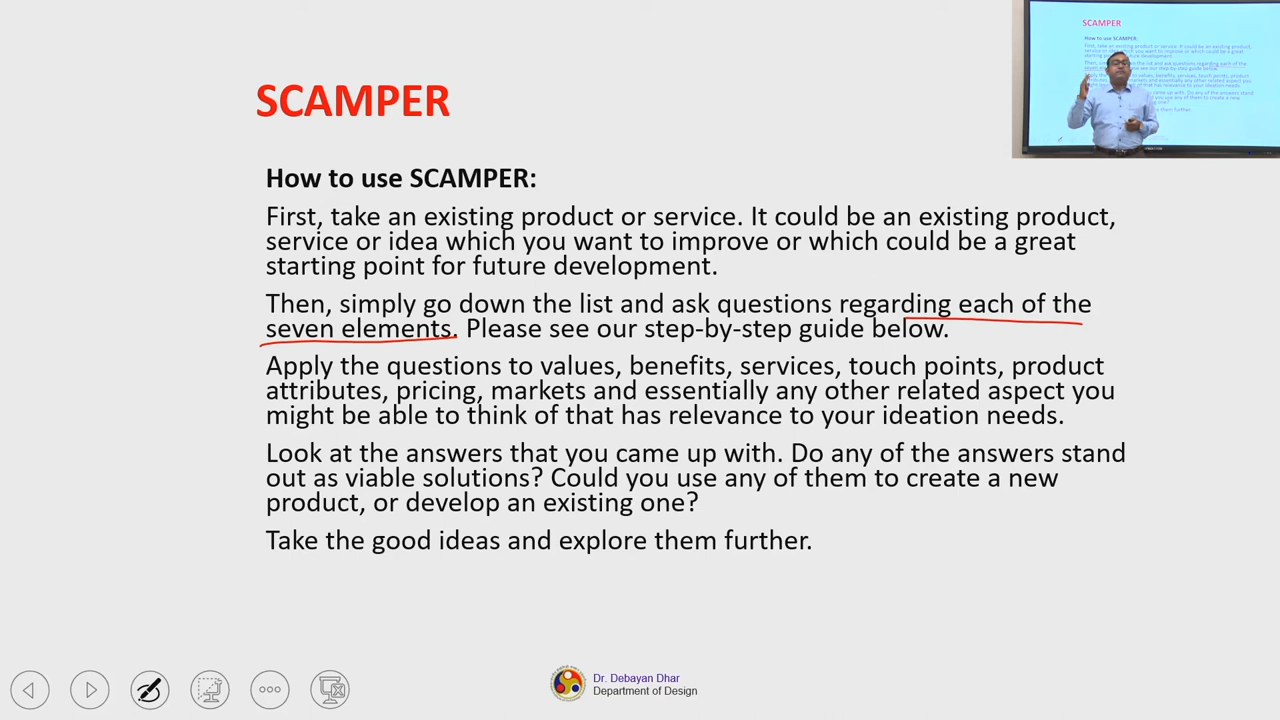 SCAMPER
How to use SCAMPER:
First, take an existing product or service. It could be an existing product,
service or idea which you want to improve or which could be a great
starting point for future development.
Then, simply go down the list and ask questions regarding each of the
seven elements. Please see our step-by-step guide below.
Apply the questions to values, benefits, services, touch points, product
attributes, pricing, markets and essentially any other related aspect you
might be able to think of that has relevance to your ideation needs.
Look at the answers that you came up with. Do any of the answers stand
out as viable solutions? Could you use any of them to create a new
product, or develop an existing one?
Take the good ideas and explore them further.
Dr. Debayan Dhar
Department of Design
SCAMPER
How to use SCAMPER: